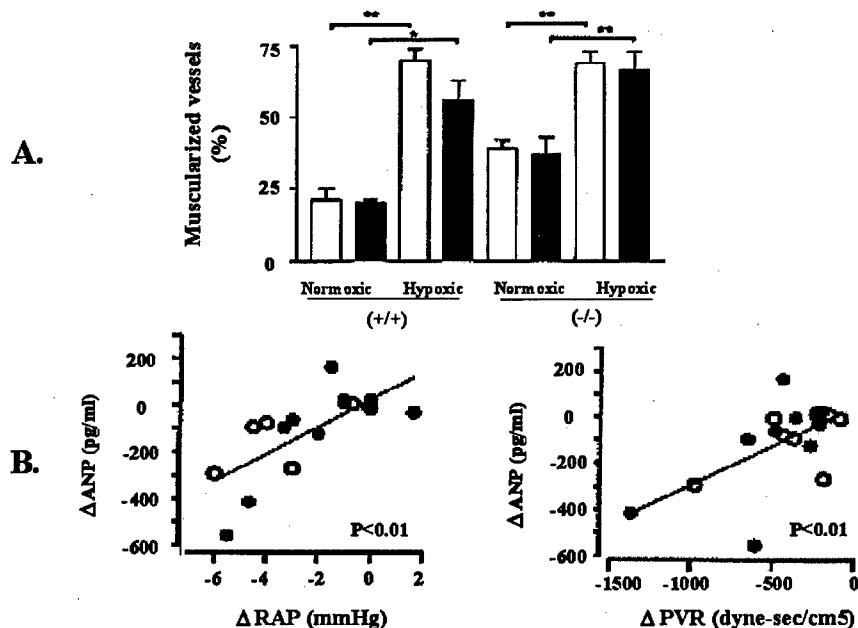 A.
Muscularized vessels
(%)
75
50
25
0
** * ** **
Normoxic Hypoxic Normoxic Hypoxic
(+/+) (-/-)
B.
ΔANP (pg/ml)
200
0
-200
-400
-600
P<0.01
-6 -4 -2 0 2
ΔRAP (mmHg)
ΔANP (pg/ml)
200
0
-200
-400
-600
P<0.01
-1500 -1000 -500 0
ΔPVR (dyne-sec/cm5)